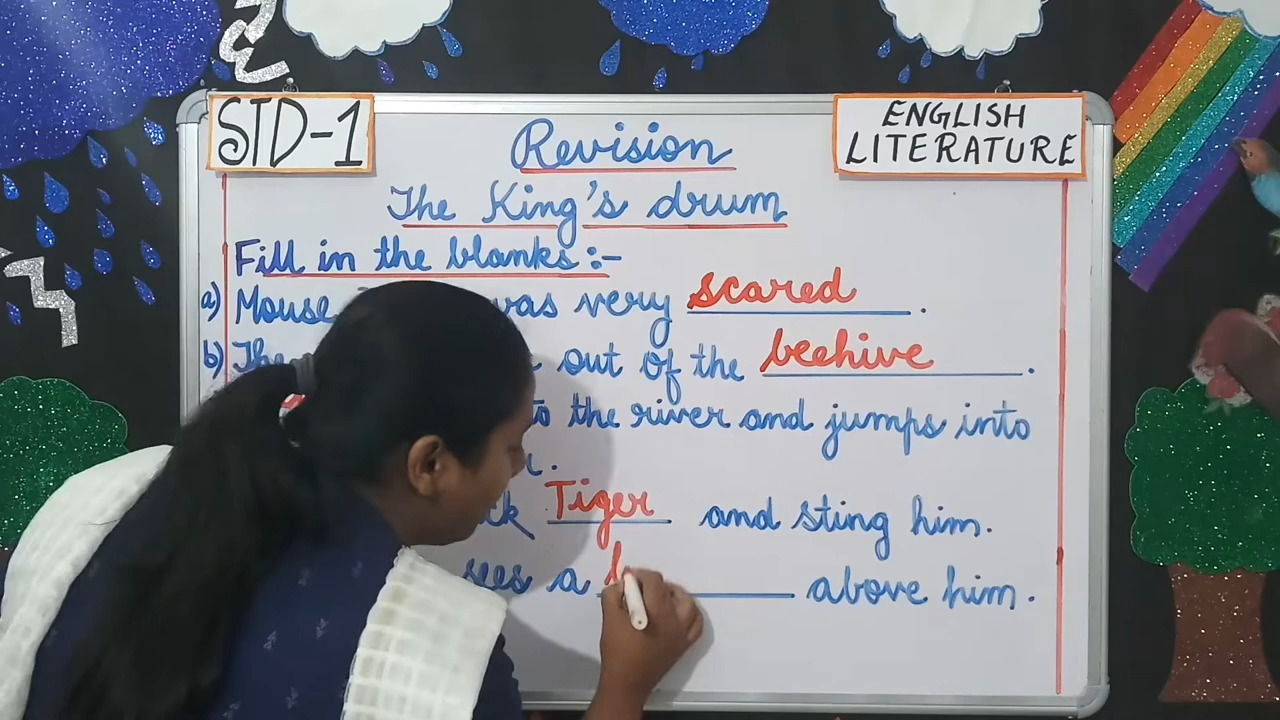 STD-1
ENGLISH
LITERATURE
Revision
The King's drum
Fill in the blanks :-
a) Mouse was very scared.
b) The out of the beehive.
to the river and jumps into
Tiger and sting him.
sees a above him.